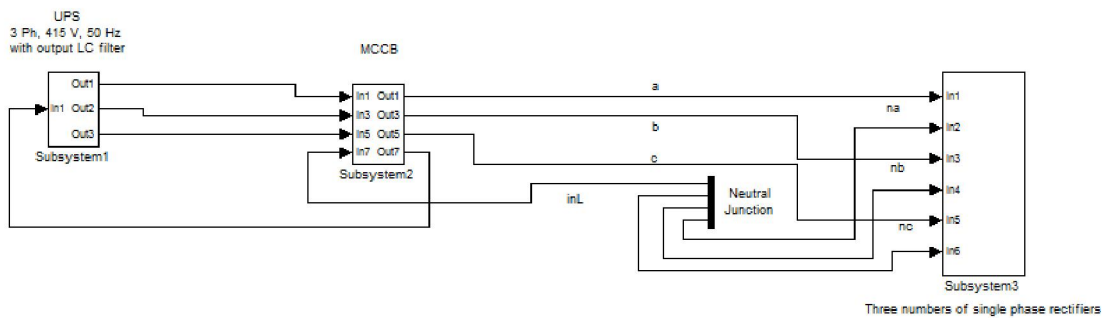 UPS
3 Ph, 415 V, 50 Hz
with output LC filter
MCCB
Out1
In1 Out2
Out3
Subsystem1
In1 Out1
In3 Out3
In5 Out5
In7 Out7
Subsystem2
a
b
c
inL
Neutral
Junction
na
nb
nc
In1
In2
In3
In4
In5
In6
Subsystem3
Three numbers of single phase rectifiers